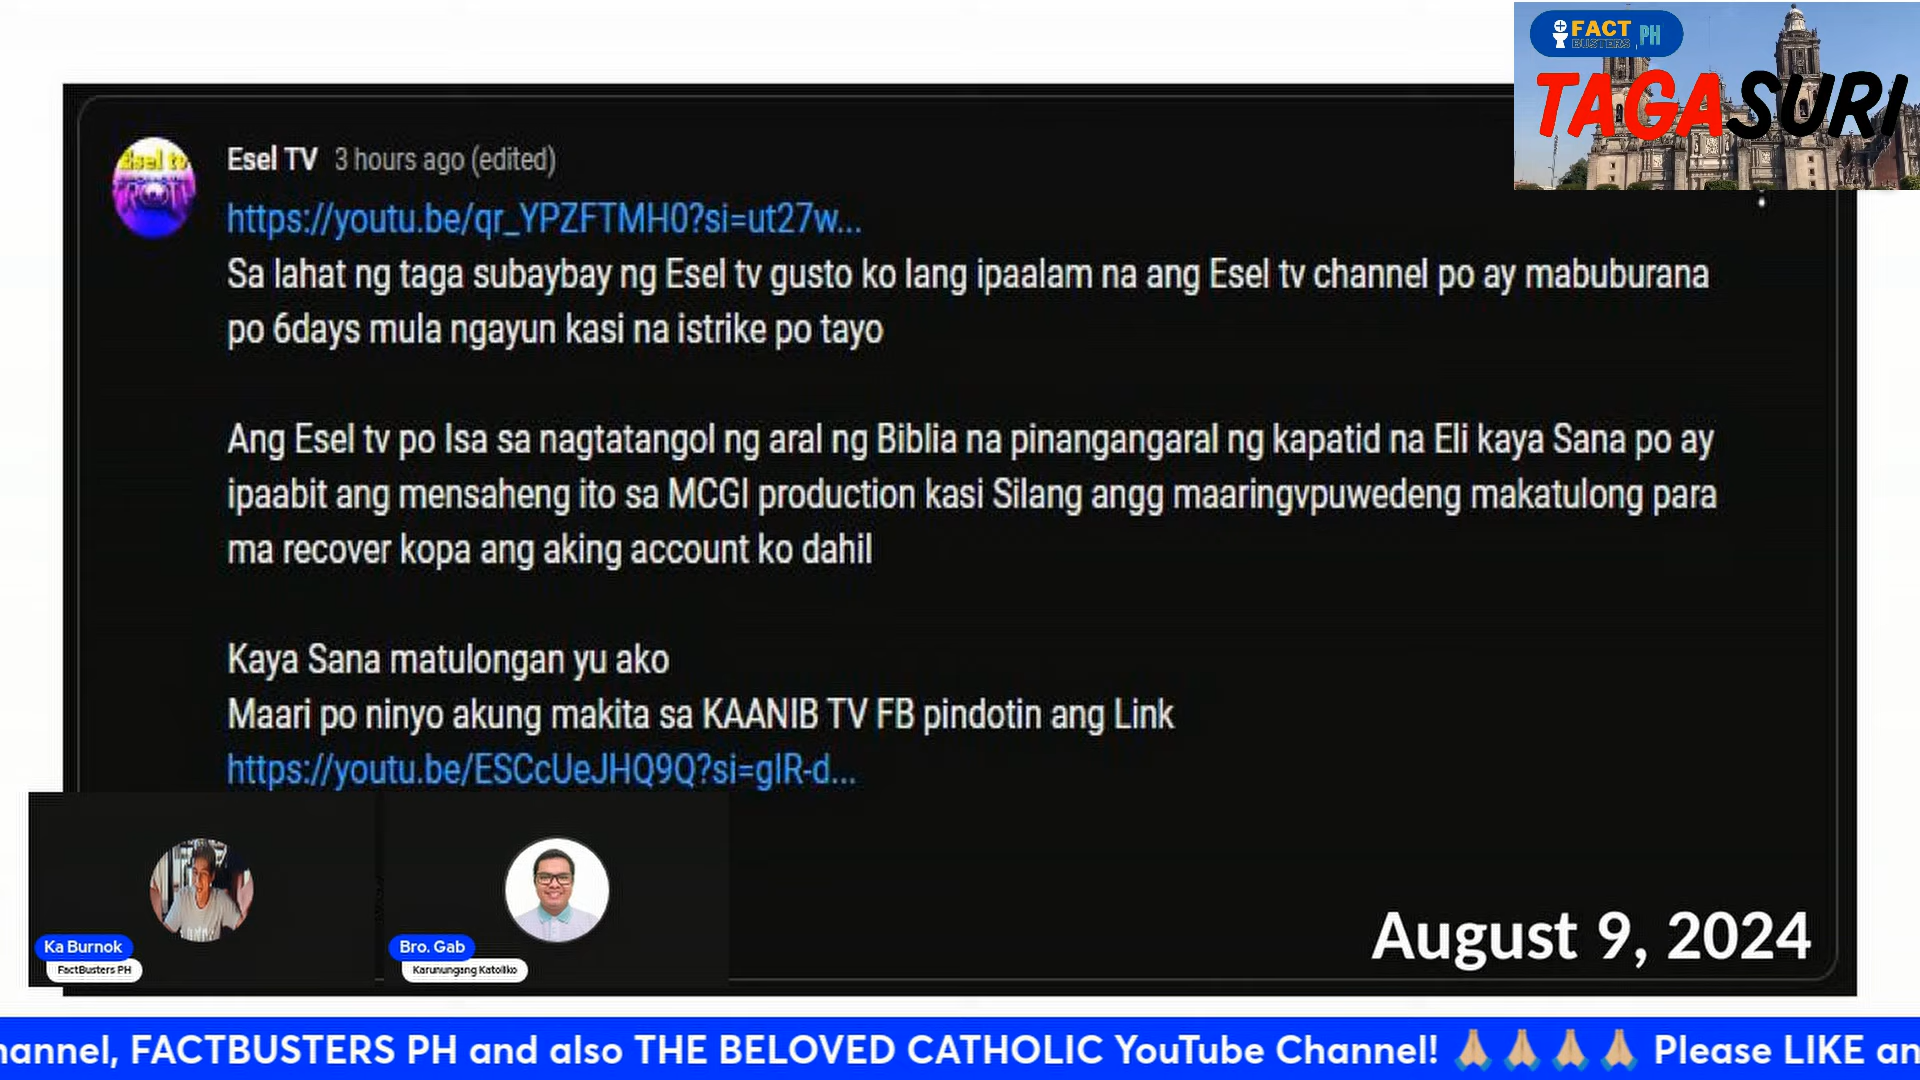 FACT
BUSTERS PH
TAGASURI
Esel TV 3 hours ago (edited)
https://youtu.be/qr_YPZFTMH0?si=ut27w...
Sa lahat ng taga subaybay ng Esel tv gusto ko lang ipaalam na ang Esel tv channel po ay mabuburana
po 6days mula ngayun kasi na istrike po tayo
Ang Esel tv po Isa sa nagtatangol ng aral ng Biblia na pinangangaral ng kapatid na Eli kaya Sana po ay
ipaabit ang mensaheng ito sa MCGI production kasi Silang angg maaringvpuwedeng makatulong para
ma recover kopa ang aking account ko dahil
Kaya Sana matulongan yu ako
Maari po ninyo akung makita sa KAANIB TV FB pindotin ang Link
https://youtu.be/ESCcUeJHQ9Q?si=glR-d...
Ka Burnok
FactBusters PH
Bro. Gab
Karunungang Katoliko
August 9, 2024
hannel, FACTBUSTERS PH and also THE BELOVED CATHOLIC YouTube Channel! 🙏🏼 🙏🏼 🙏🏼 🙏🏼 Please LIKE an